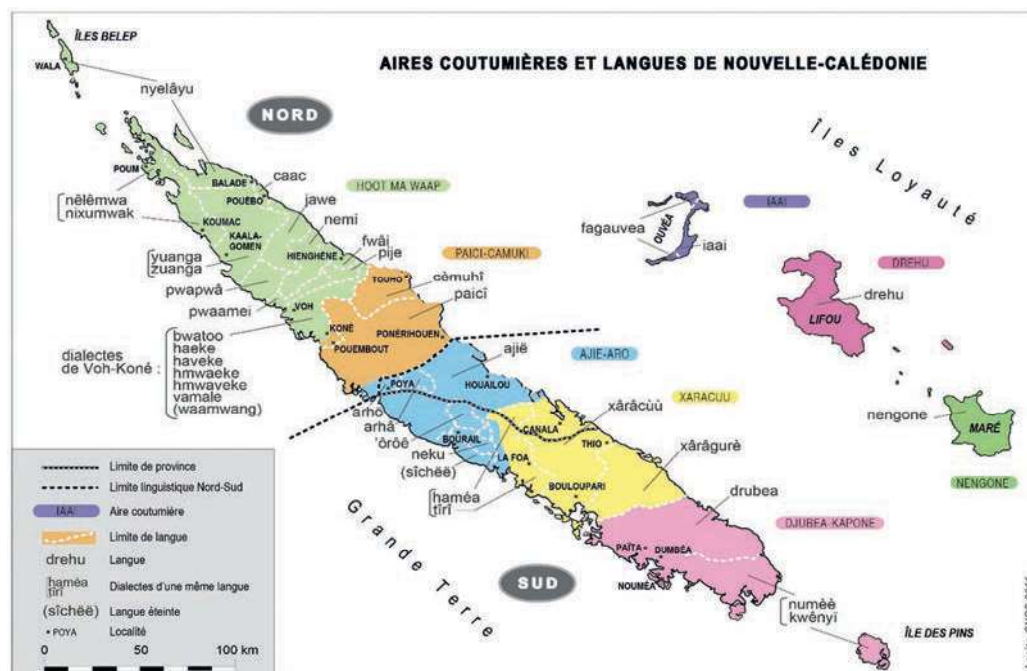 AIRES COUTUMIÈRES ET LANGUES DE NOUVELLE-CALÉDONIE
ÎLES BELEP
WALA
nyelâyu
NORD
POUM
BALADE
caac
POUÉBO
jawe
HOOT MA WAAP
nêlêmwa
nixumwak
nemi
KOUMAC
KAALA-
GOMEN
fwâi
pije
HIENGHÈNE
yuanga
zuanga
PAICI-CAMUKI
TOUHO
cèmuhî
pwapwâ
paicî
pwaamei
VOH
KONÉ
PONÉRIHOUEN
POUEMBOUT
dialectes
de Voh-Koné :
bwatoo
haeke
haveke
hmwaeke
hmwaveke
vamale
(waamwang)
Îles Loyauté
IAAI
fagauvea
OUVÉA
iaai
DREHU
drehu
LIFOU
nengone
MARÉ
NENGONE
ajië
AJIE-ARO
POYA
HOUAILOU
XARACUU
arhö
arhâ
'ôrôê
xârâcùù
CANALA
THIO
BOURAIL
neku
(sîchëë)
LA FOA
xârâgurè
haméa
tîrî
BOULOUPARI
drubea
DJUBEA-KAPONE
PAÏTA
DUMBÉA
NOUMÉA
Grande Terre
SUD
numèè
kwênyï
ÎLE DES PINS
Limite de province
Limite linguistique Nord-Sud
IAAI Aire coutumière
Limite de langue
drehu Langue
haméa
tîrî
Dialectes d'une même langue
(sîchëë) Langue éteinte
• POYA Localité
0 50 100 km